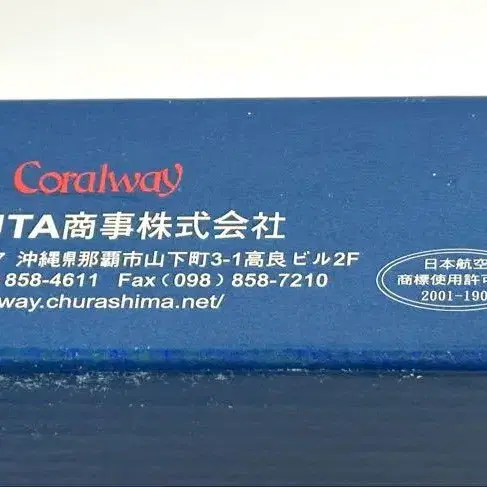 Coralway
JTA商事株式会社
7 沖縄県那覇市山下町3-1高良ビル2F
858-4611 Fax(098)858-7210
way.churashima.net/
日本航空
商標使用許可
2001-190